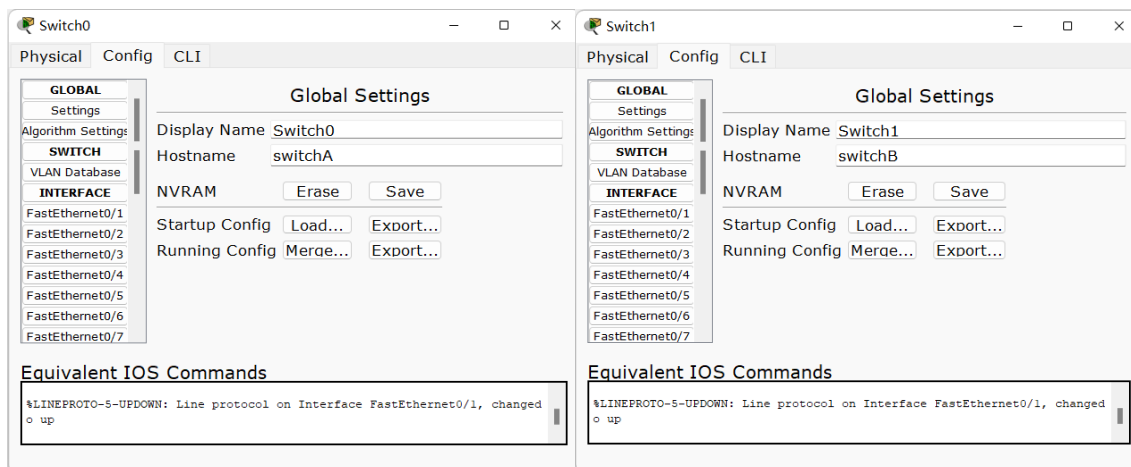 Switch0
Physical Config CLI
GLOBAL
Settings
Algorithm Settings
SWITCH
VLAN Database
INTERFACE
FastEthernet0/1
FastEthernet0/2
FastEthernet0/3
FastEthernet0/4
FastEthernet0/5
FastEthernet0/6
FastEthernet0/7
Global Settings
Display Name Switch0
Hostname switchA
NVRAM Erase Save
Startup Config Load... Export...
Running Config Merge... Export...
Equivalent IOS Commands
%LINEPROTO-5-UPDOWN: Line protocol on Interface FastEthernet0/1, changed
o up
Switch1
Physical Config CLI
GLOBAL
Settings
Algorithm Settings
SWITCH
VLAN Database
INTERFACE
FastEthernet0/1
FastEthernet0/2
FastEthernet0/3
FastEthernet0/4
FastEthernet0/5
FastEthernet0/6
FastEthernet0/7
Global Settings
Display Name Switch1
Hostname switchB
NVRAM Erase Save
Startup Config Load... Export...
Running Config Merge... Export...
Equivalent IOS Commands
%LINEPROTO-5-UPDOWN: Line protocol on Interface FastEthernet0/1, changed
o up